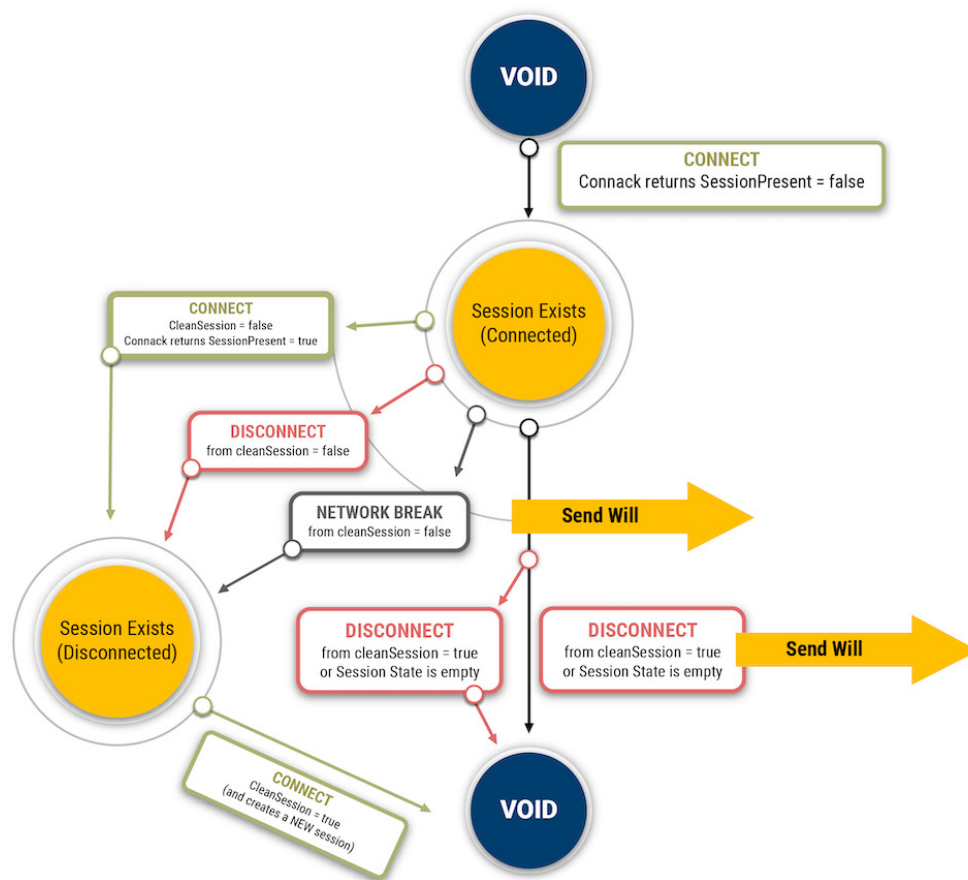 VOID
CONNECT
Connack returns SessionPresent = false
Session Exists
(Connected)
CONNECT
CleanSession = false
Connack returns SessionPresent = true
DISCONNECT
from cleanSession = false
NETWORK BREAK
from cleanSession = false
Send Will
Session Exists
(Disconnected)
DISCONNECT
from cleanSession = true
or Session State is empty
DISCONNECT
from cleanSession = true
or Session State is empty
Send Will
CONNECT
CleanSession = true
(and creates a NEW session)
VOID